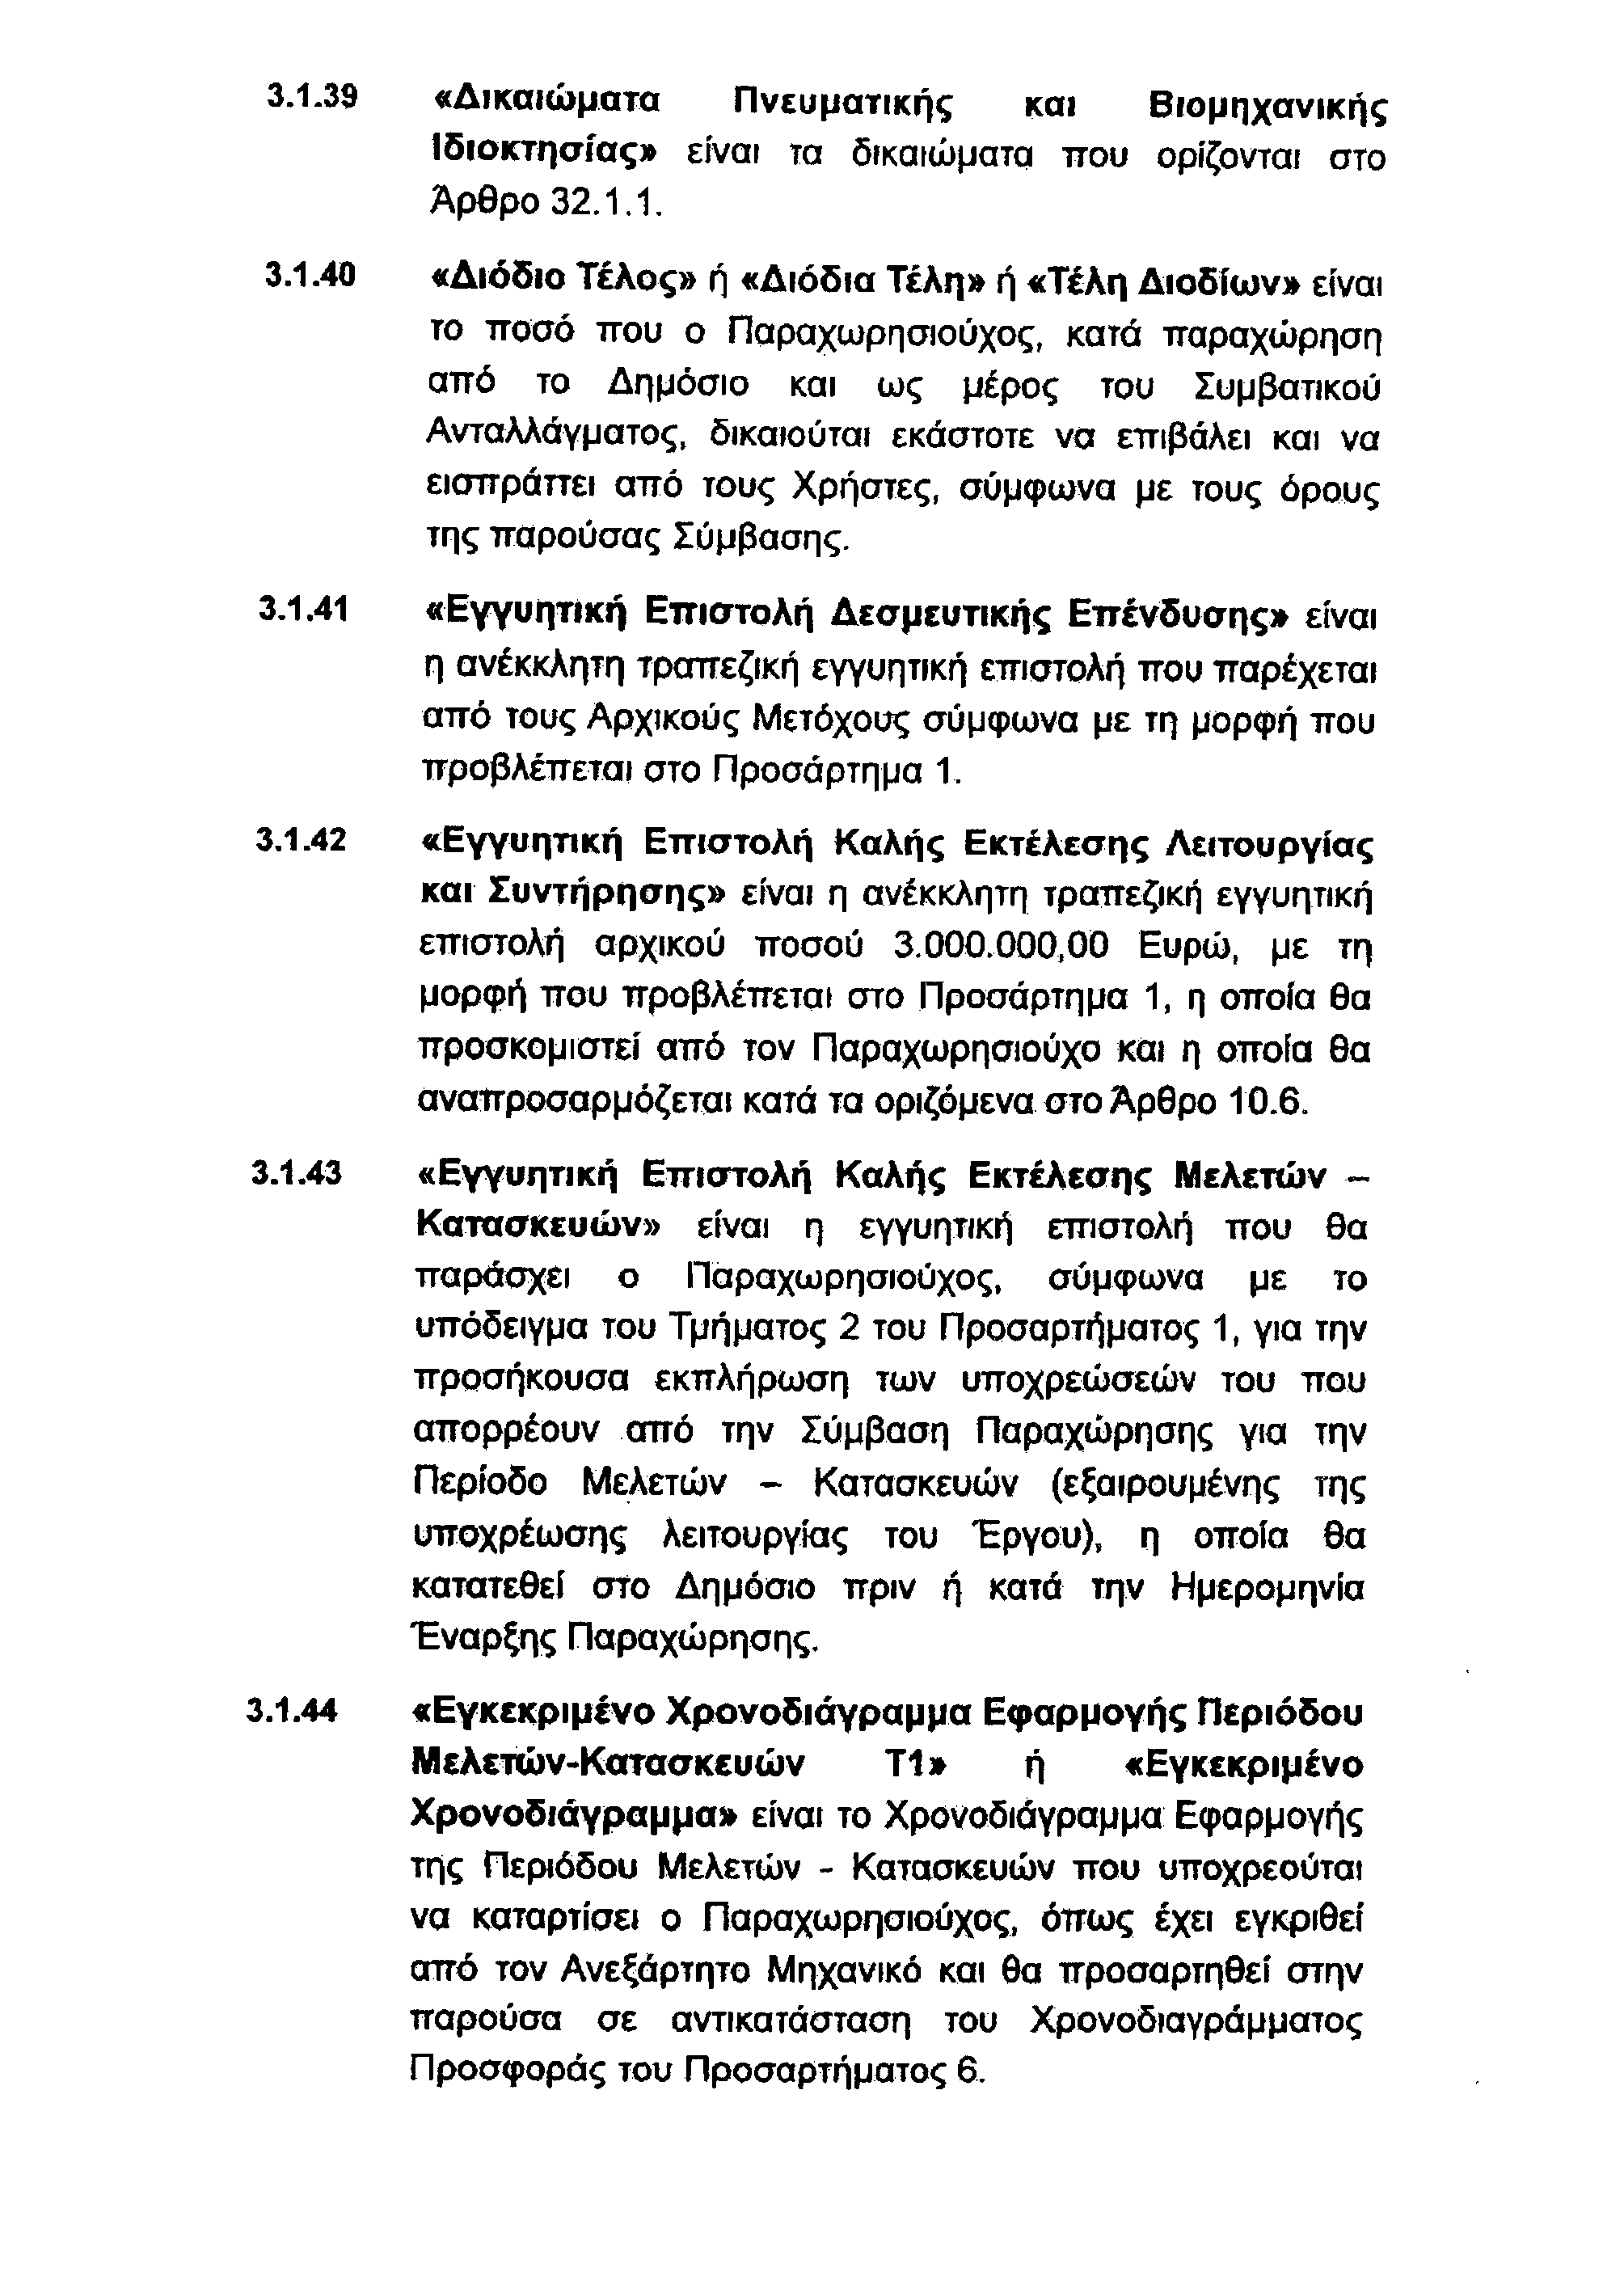 3.1.39 «Δικαιώματα Πνευματικής και Βιομηχανικής
Ιδιοκτησίας» είναι τα δικαιώματα που ορίζονται στο
Άρθρο 32.1.1.
3.1.40 «Διόδιο Τέλος» ή «Διόδια Τέλη» ή «Τέλη Διοδίων» είναι
το ποσό που ο Παραχωρησιούχος, κατά παραχώρηση
από το Δημόσιο και ως μέρος του Συμβατικού
Ανταλλάγματος, δικαιούται εκάστοτε να επιβάλει και να
εισπράττει από τους Χρήστες, σύμφωνα με τους όρους
της παρούσας Σύμβασης.
3.1.41 «Εγγυητική Επιστολή Δεσμευτικής Επένδυσης» είναι
η ανέκκλητη τραπεζική εγγυητική επιστολή που παρέχεται
από τους Αρχικούς Μετόχους σύμφωνα με τη μορφή που
προβλέπεται στο Προσάρτημα 1.
3.1.42 «Εγγυητική Επιστολή Καλής Εκτέλεσης Λειτουργίας
και Συντήρησης» είναι η ανέκκλητη τραπεζική εγγυητική
επιστολή αρχικού ποσού 3.000.000,00 Ευρώ, με τη
μορφή που προβλέπεται στο Προσάρτημα 1, η οποία θα
προσκομιστεί από τον Παραχωρησιούχο και η οποία θα
αναπροσαρμόζεται κατά τα οριζόμενα στο Άρθρο 10.6.
3.1.43 «Εγγυητική Επιστολή Καλής Εκτέλεσης Μελετών –
Κατασκευών» είναι η εγγυητική επιστολή που θα
παράσχει ο Παραχωρησιούχος, σύμφωνα με το
υπόδειγμα του Τμήματος 2 του Προσαρτήματος 1, για την
προσήκουσα εκπλήρωση των υποχρεώσεών του που
απορρέουν από την Σύμβαση Παραχώρησης για την
Περίοδο Μελετών – Κατασκευών (εξαιρουμένης της
υποχρέωσης λειτουργίας του Έργου), η οποία θα
κατατεθεί στο Δημόσιο πριν ή κατά την Ημερομηνία
Έναρξης Παραχώρησης.
3.1.44 «Εγκεκριμένο Χρονοδιάγραμμα Εφαρμογής Περιόδου
Μελετών-Κατασκευών Τ1» ή «Εγκεκριμένο
Χρονοδιάγραμμα» είναι το Χρονοδιάγραμμα Εφαρμογής
της Περιόδου Μελετών - Κατασκευών που υποχρεούται
να καταρτίσει ο Παραχωρησιούχος, όπως έχει εγκριθεί
από τον Ανεξάρτητο Μηχανικό και θα προσαρτηθεί στην
παρούσα σε αντικατάσταση του Χρονοδιαγράμματος
Προσφοράς του Προσαρτήματος 6.